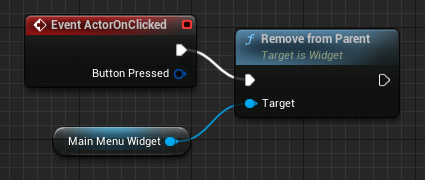 Event ActorOnClicked
Button Pressed
Main Menu Widget
f Remove from Parent
Target is Widget
Target